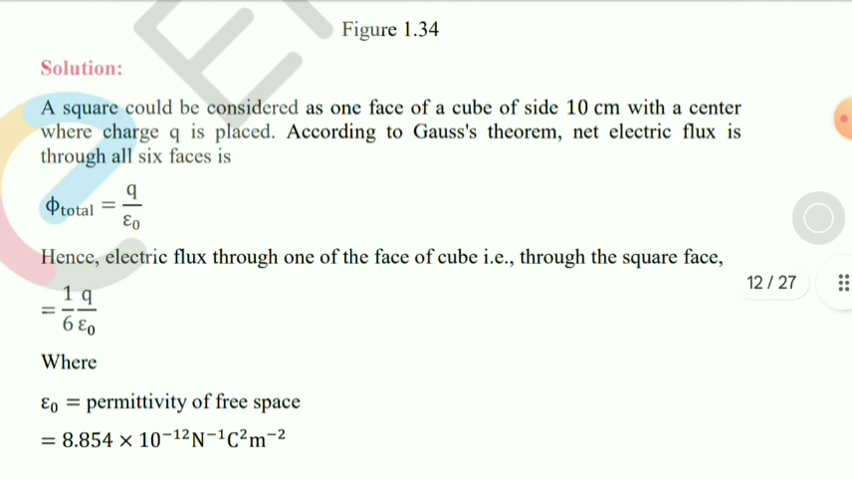 Figure 1.34
Solution:
A square could be considered as one face of a cube of side 10 cm with a center
where charge q is placed. According to Gauss's theorem, net electric flux is
through all six faces is
ϕtotal = q/ε₀
Hence, electric flux through one of the face of cube i.e., through the square face,
12 / 27
= 1/6 q/ε₀
Where
ε₀ = permittivity of free space
= 8.854 × 10⁻¹²N⁻¹C²m⁻²